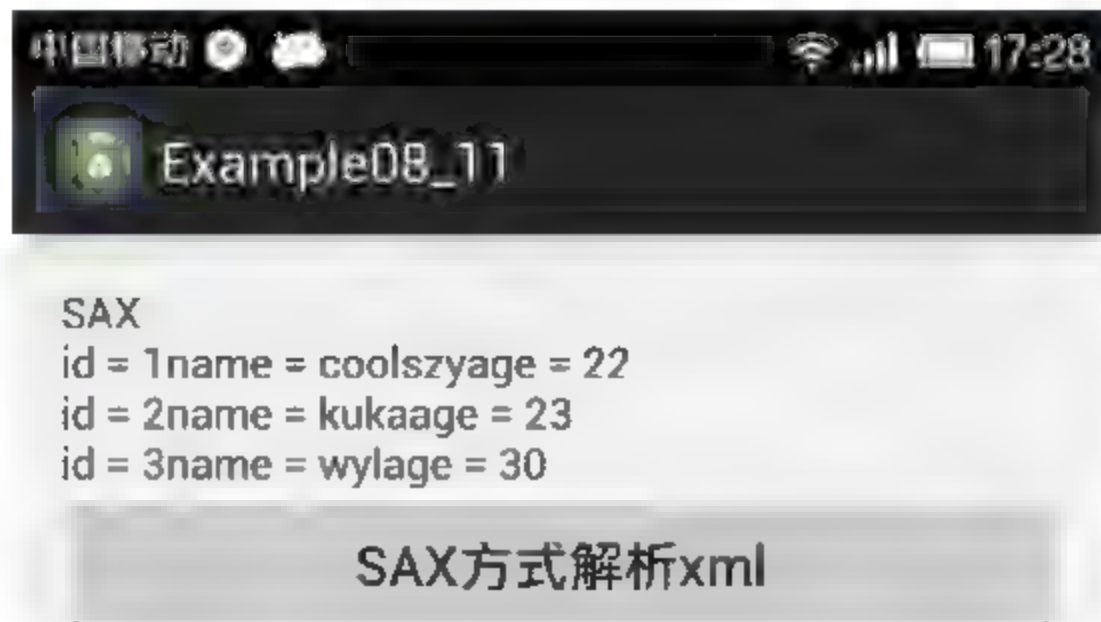 中国移动 17:28
Example08_11
SAX
id = 1name = coolszyage = 22
id = 2name = kukaage = 23
id = 3name = wylage = 30
SAX方式解析xml